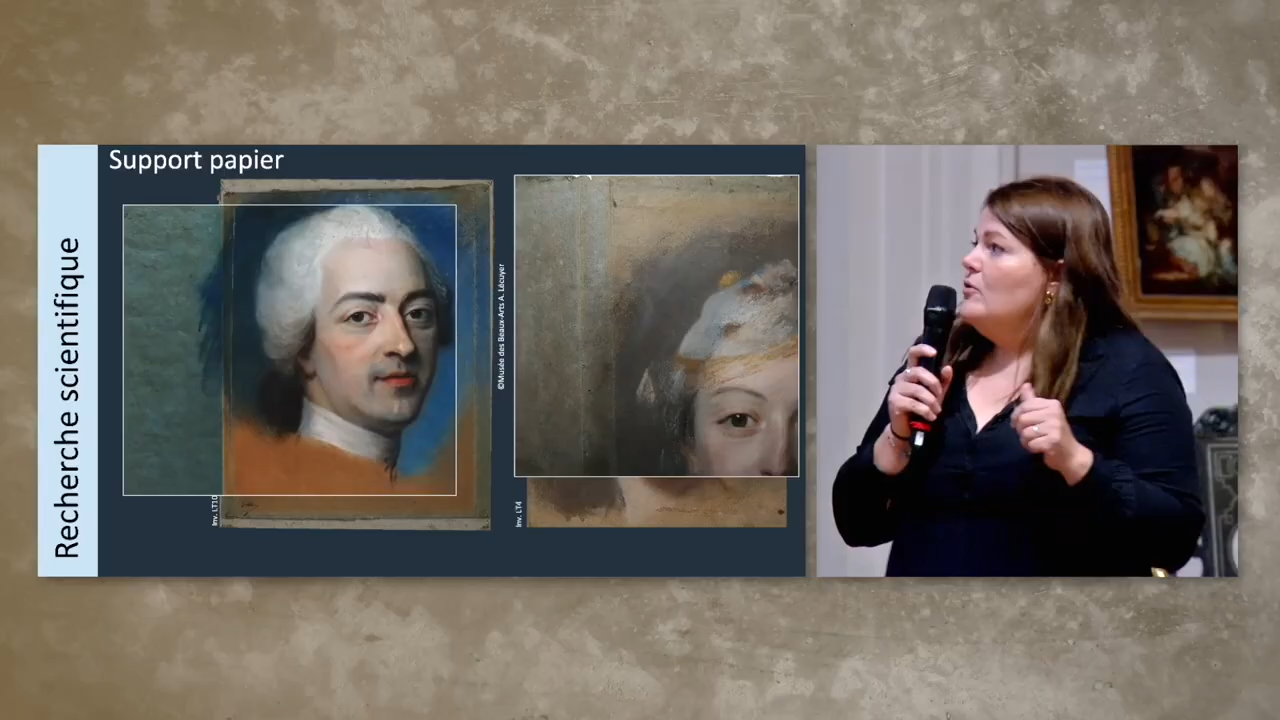 Support papier
Recherche scientifique
©Musée des Beaux-Arts A. Lécuyer
Inv. LT10
Inv. LT4